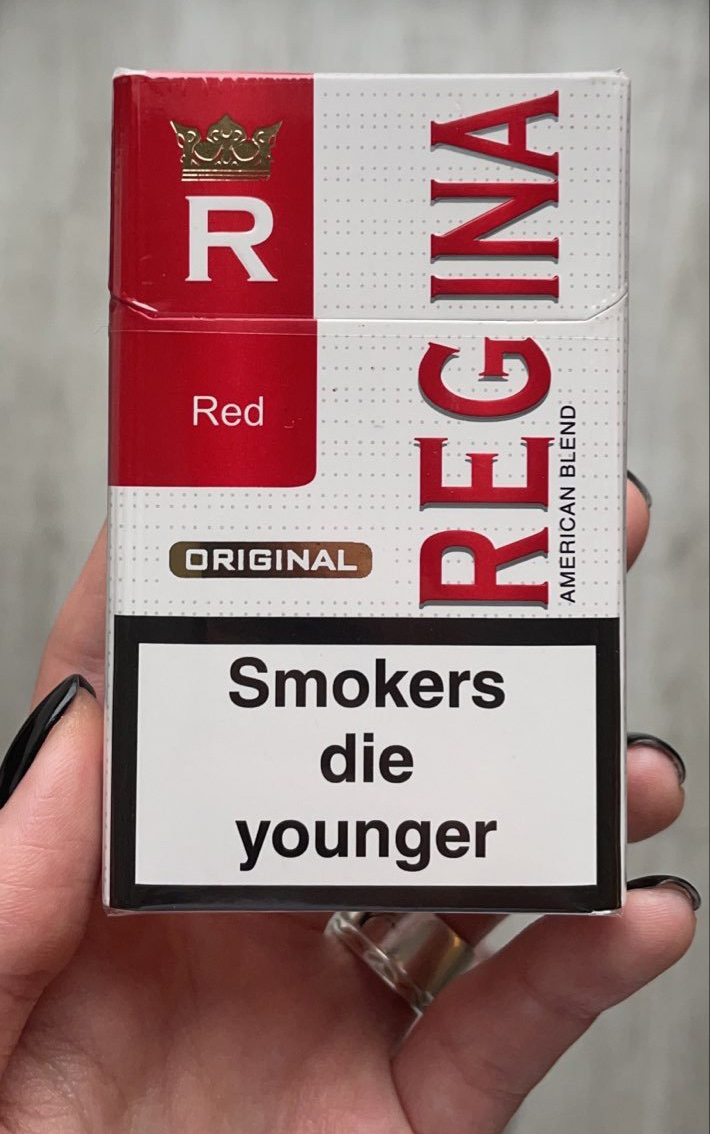 R
Red
ORIGINAL
REGINA
AMERICAN BLEND
Smokers
die
younger